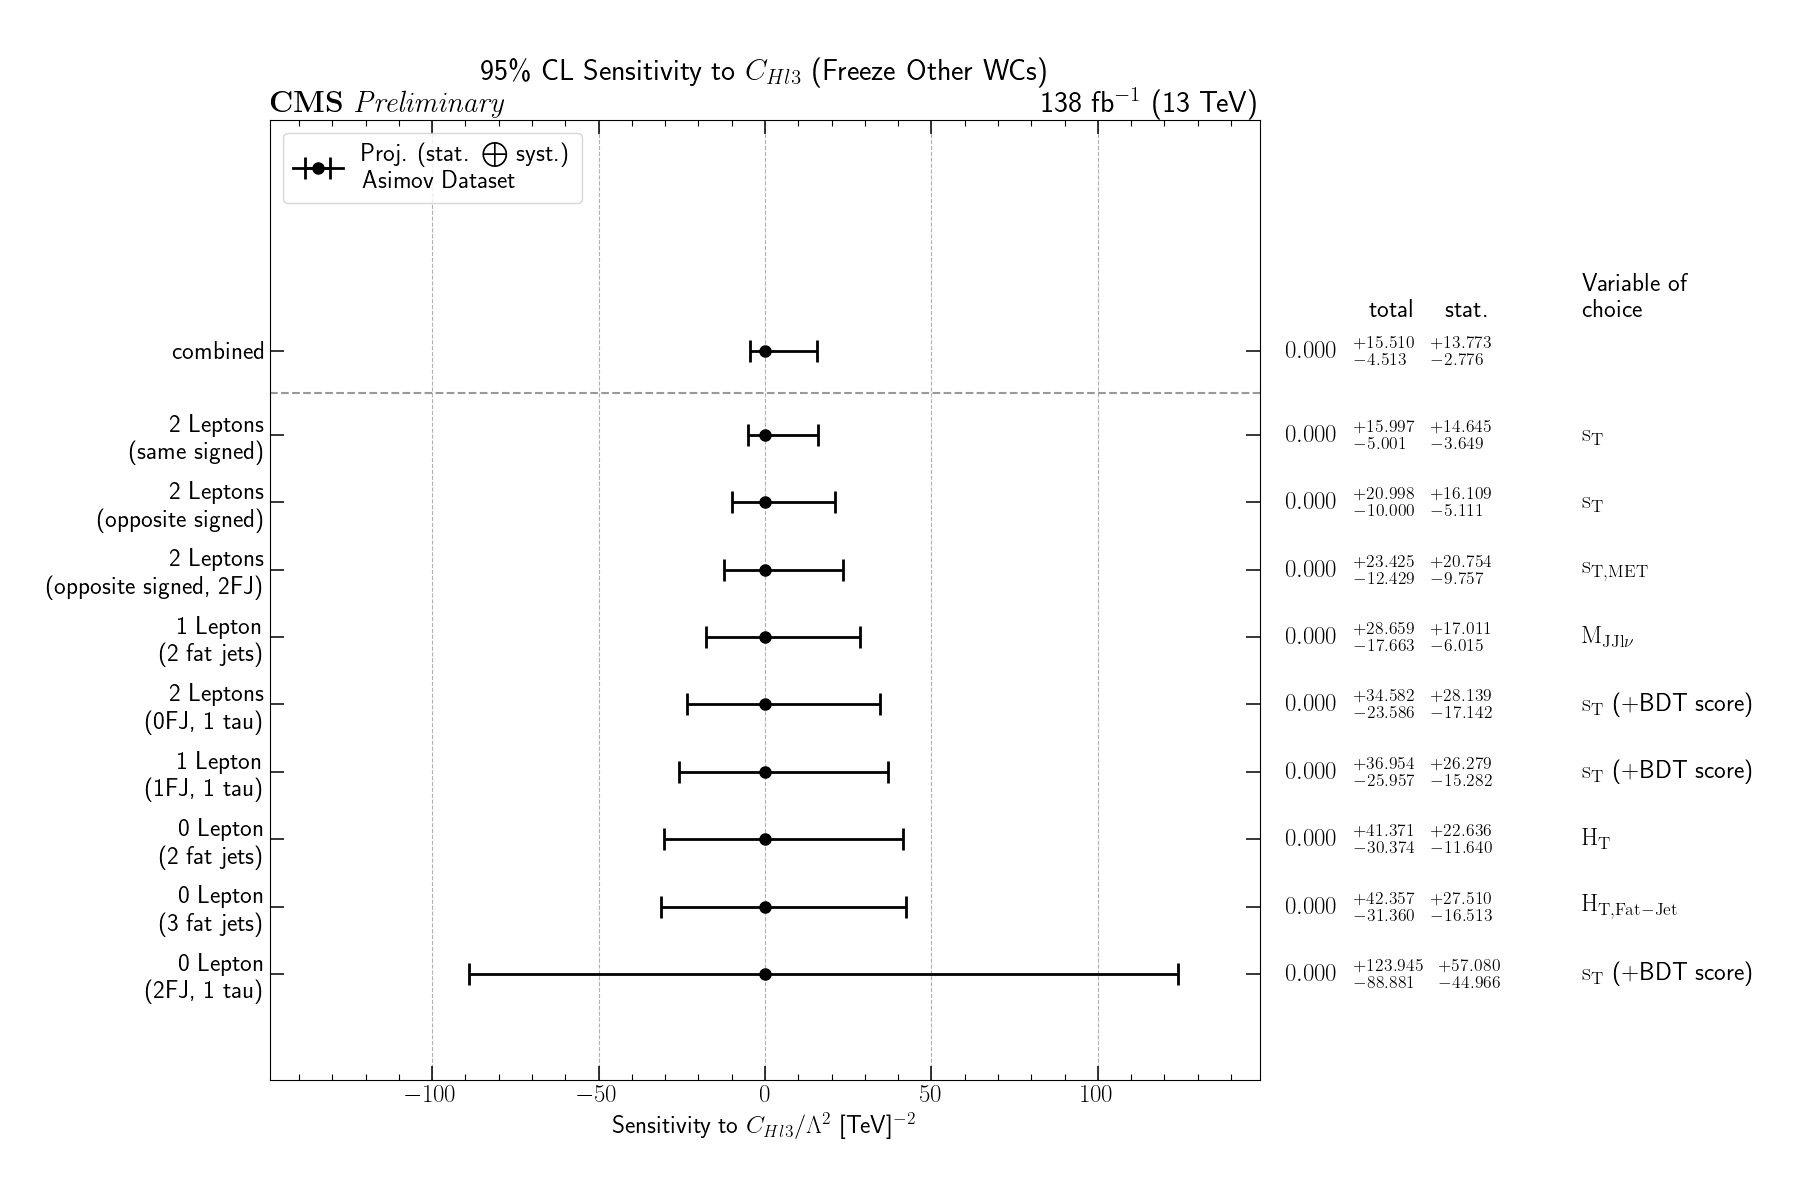 95% CL Sensitivity to C_{Hl3} (Freeze Other WCs)
CMS Preliminary 138 fb^{−1} (13 TeV)
Proj. (stat. ⨁ syst.)
Asimov Dataset
Variable of
choice
total stat.
combined 0.000 +15.510 −4.513 +13.773 −2.776
2 Leptons
(same signed) 0.000 +15.997 −5.001 +14.645 −3.649 s_T
2 Leptons
(opposite signed) 0.000 +20.998 −10.000 +16.109 −5.111 s_T
2 Leptons
(opposite signed, 2FJ) 0.000 +23.425 −12.429 +20.754 −9.757 s_{T,MET}
1 Lepton
(2 fat jets) 0.000 +28.659 −17.663 +17.011 −6.015 M_{JJlν}
2 Leptons
(0FJ, 1 tau) 0.000 +34.582 −23.586 +28.139 −17.142 s_T (+BDT score)
1 Lepton
(1FJ, 1 tau) 0.000 +36.954 −25.957 +26.279 −15.282 s_T (+BDT score)
0 Lepton
(2 fat jets) 0.000 +41.371 −30.374 +22.636 −11.640 H_T
0 Lepton
(3 fat jets) 0.000 +42.357 −31.360 +27.510 −16.513 H_{T,Fat−Jet}
0 Lepton
(2FJ, 1 tau) 0.000 +123.945 −88.881 +57.080 −44.966 s_T (+BDT score)
−100 −50 0 50 100
Sensitivity to C_{Hl3}/Λ² [TeV]^{−2}